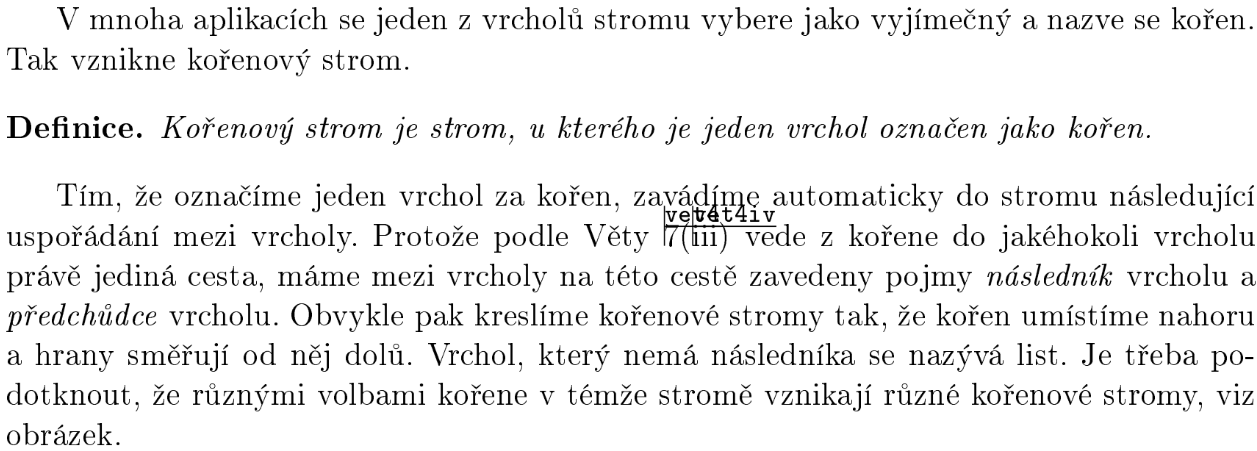 V mnoha aplikacích se jeden z vrcholů stromu vybere jako vyjímečný a nazve se kořen.
Tak vznikne kořenový strom.
Definice. Kořenový strom je strom, u kterého je jeden vrchol označen jako kořen.
Tím, že označíme jeden vrchol za kořen, zavádíme automaticky do stromu následující
uspořádání mezi vrcholy. Protože podle Věty 7(iii) vede z kořene do jakéhokoli vrcholu
právě jediná cesta, máme mezi vrcholy na této cestě zavedeny pojmy následník vrcholu a
předchůdce vrcholu. Obvykle pak kreslíme kořenové stromy tak, že kořen umístíme nahoru
a hrany směřují od něj dolů. Vrchol, který nemá následníka se nazývá list. Je třeba po-
dotknout, že různými volbami kořene v témže stromě vznikají různé kořenové stromy, viz
obrázek.